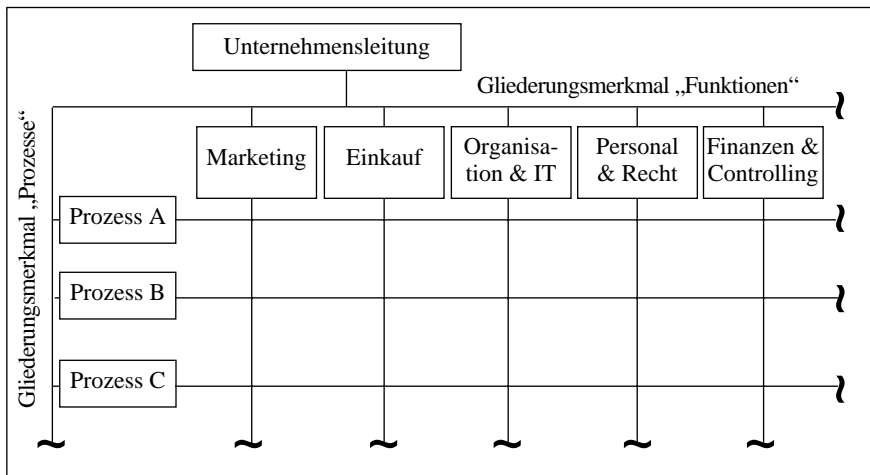 Unternehmensleitung
Gliederungsmerkmal „Funktionen“
Gliederungsmerkmal „Prozesse“
Marketing
Einkauf
Organisa-
tion & IT
Personal
& Recht
Finanzen &
Controlling
Prozess A
Prozess B
Prozess C